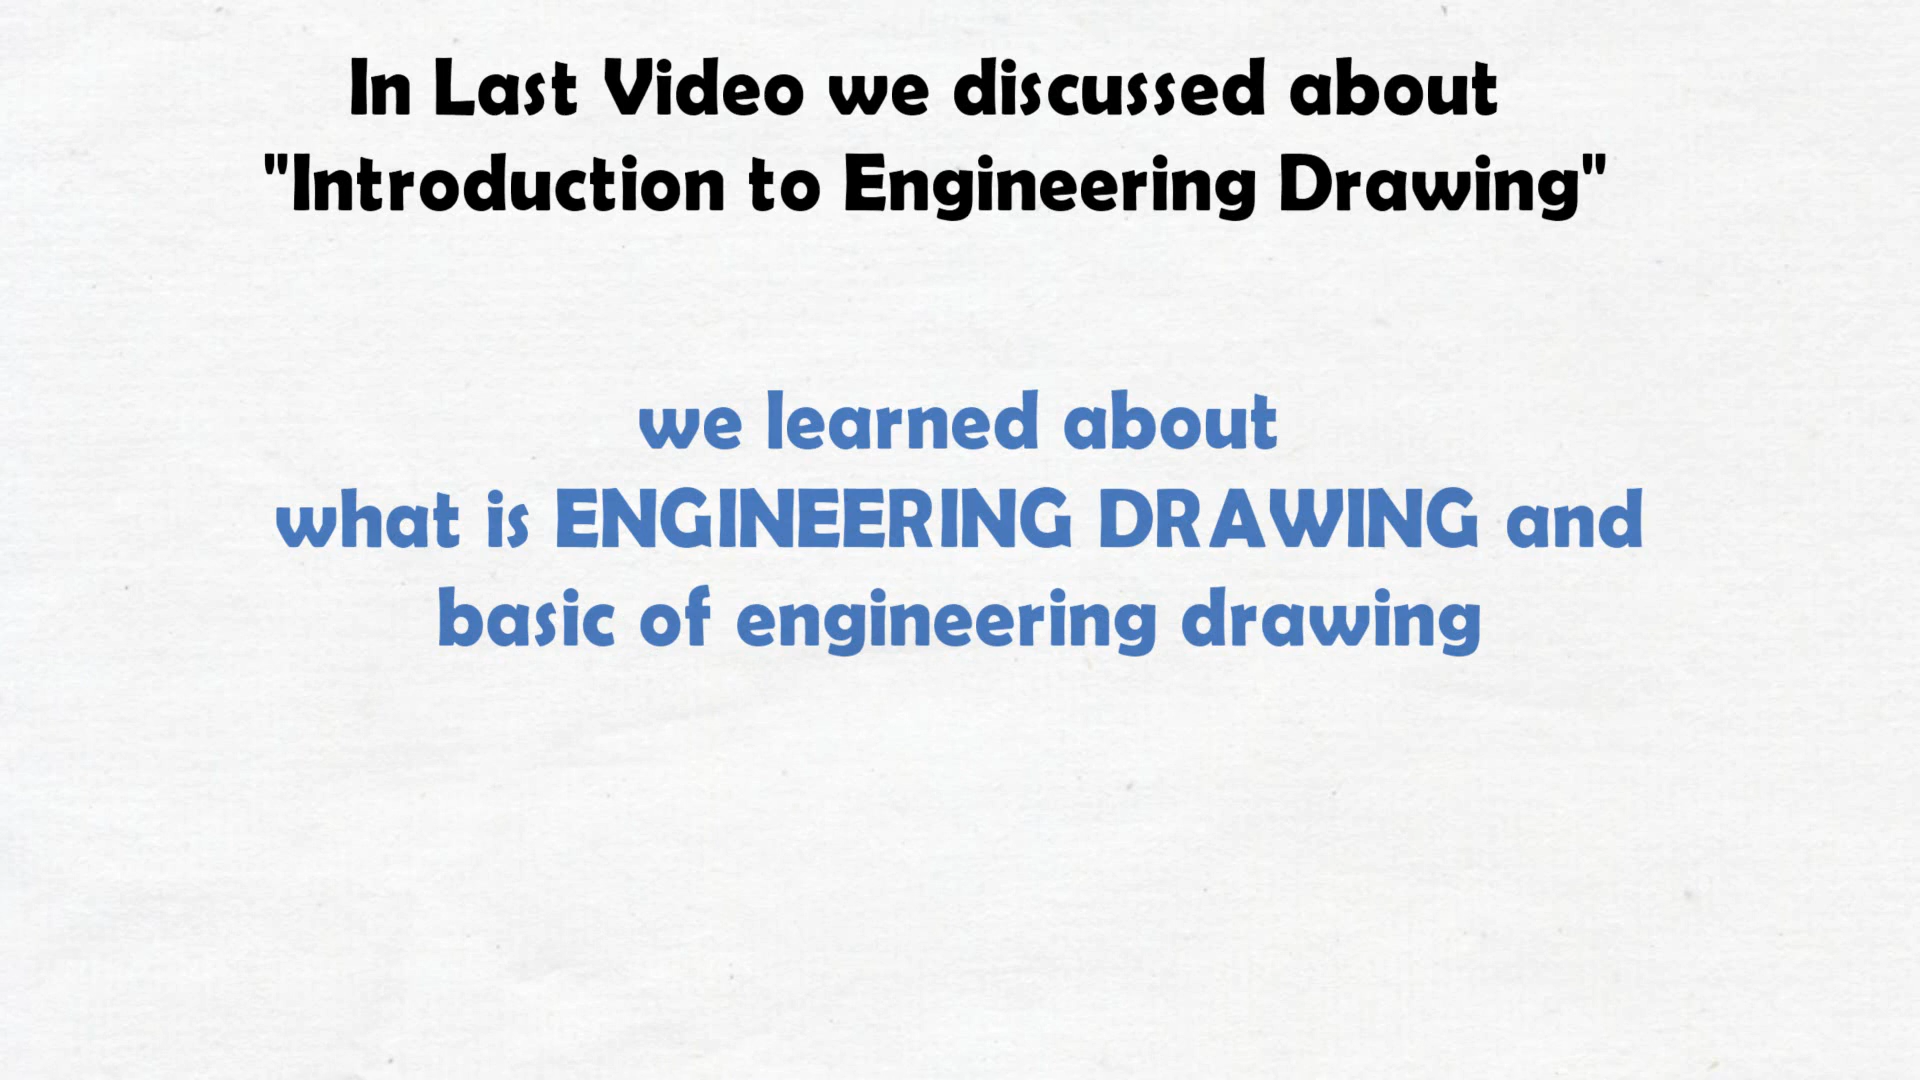 In Last Video we discussed about
"Introduction to Engineering Drawing"
we learned about
what is ENGINEERING DRAWING and
basic of engineering drawing